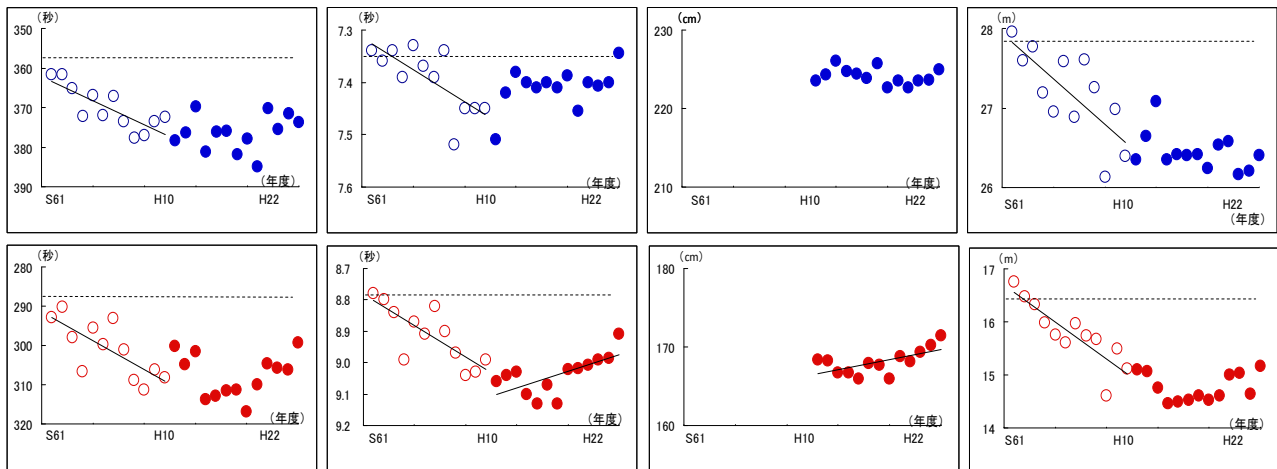 (秒)
350
360
370
380
390
S61
H10
H22
(年度)
(秒)
7.3
7.4
7.5
7.6
S61
H10
H22
(年度)
(cm)
230
220
210
S61
H10
H22
(年度)
(m)
28
27
26
S61
H10
H22
(年度)
(秒)
280
290
300
310
320
S61
H10
H22
(年度)
(秒)
8.7
8.8
8.9
9.0
9.1
9.2
S61
H10
H22
(年度)
(cm)
180
170
160
S61
H10
H22
(年度)
(m)
17
16
15
14
S61
H10
H22
(年度)